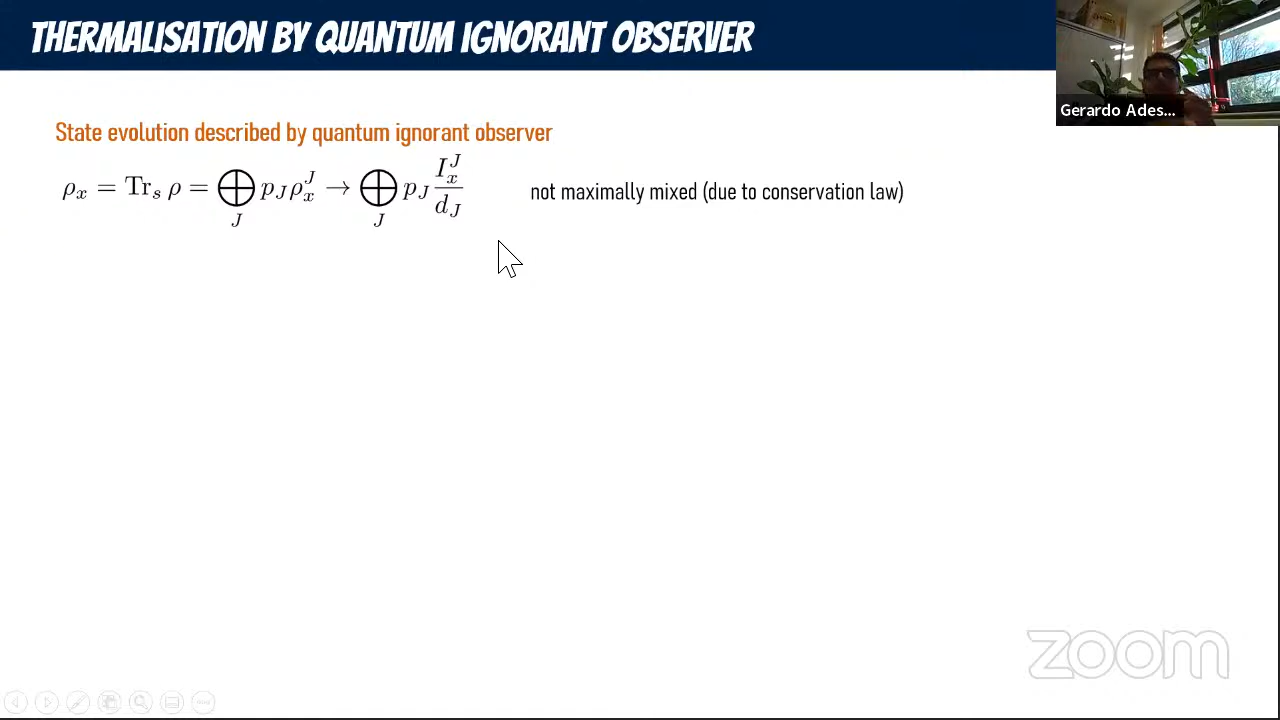 THERMALISATION BY QUANTUM IGNORANT OBSERVER
Gerardo Ades...
State evolution described by quantum ignorant observer
ρ_x = Tr_s ρ = ⊕_J p_J ρ_x^J → ⊕_J p_J I_x^J / d_J
not maximally mixed (due to conservation law)
zoom